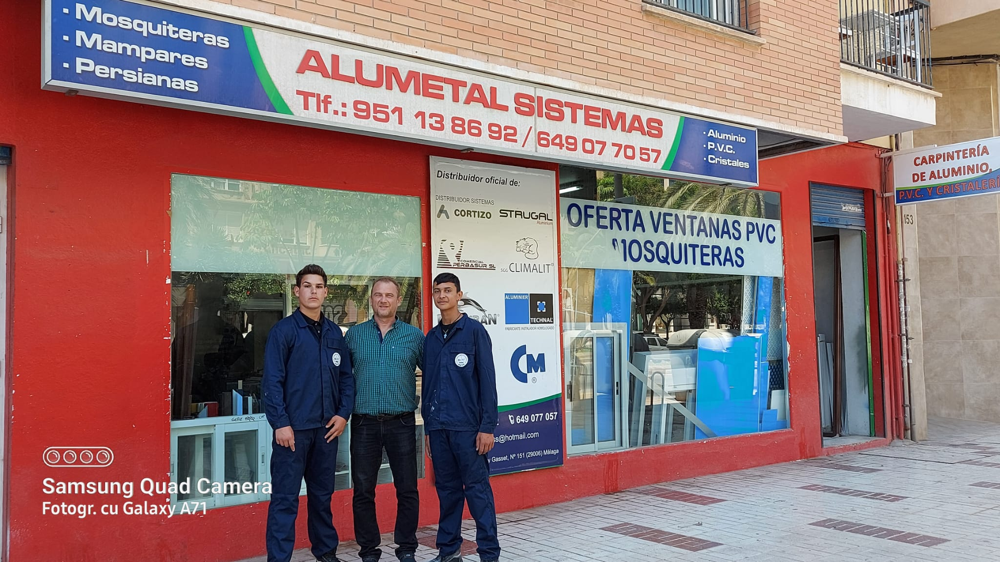 · Mosquiteras
· Mampares
· Persianas
ALUMETAL SISTEMAS
Tlf.: 951 13 86 92 / 649 07 70 57
· Aluminio
· P.V.C.
· Cristales
CARPINTERÍA
DE ALUMINIO,
P.V.C. Y CRISTALERÍ
153
Distribuidor oficial de:
DISTRIBUIDOR SISTEMAS
CORTIZO
STRUGAL
Aluminium
COMERCIAL
PERBASUR SL
SGG CLIMALIT
ALUMINIER
TECHNAL
FABRICANTE INSTALADOR HOMOLOGADO
CM
®
649 077 057
ss@hotmail.com
y Gasset, Nº 151 (29006) Málaga
OFERTA VENTANAS PVC
MOSQUITERAS
SERIE
Samsung Quad Camera
Fotogr. cu Galaxy A71